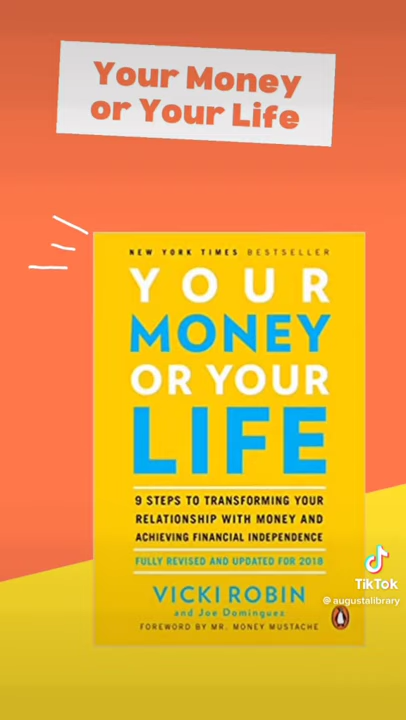 Your Money
or Your Life
NEW YORK TIMES BESTSELLER
YOUR
MONEY
OR YOUR
LIFE
9 STEPS TO TRANSFORMING YOUR
RELATIONSHIP WITH MONEY AND
ACHIEVING FINANCIAL INDEPENDENCE
FULLY REVISED AND UPDATED FOR 2018
VICKI ROBIN
and Joe Dominguez
FOREWORD BY MR. MONEY MUSTACHE
TikTok
@augustalibrary